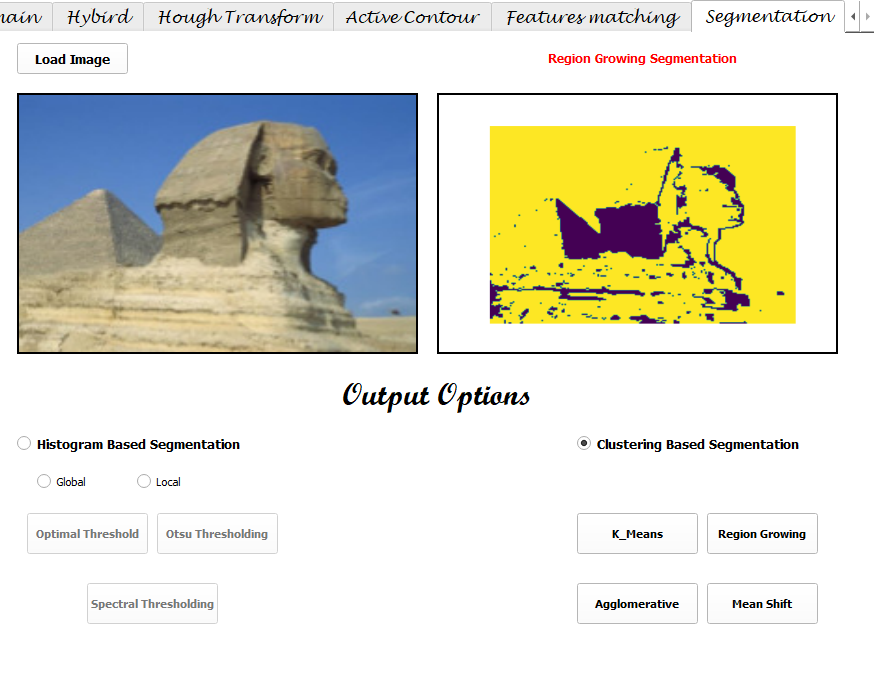 ain Hybird Hough Transform Active Contour Features matching Segmentation
Load Image
Region Growing Segmentation
Output Options
Histogram Based Segmentation
Clustering Based Segmentation
Global Local
Optimal Threshold Otsu Thresholding
K_Means Region Growing
Spectral Thresholding
Agglomerative Mean Shift